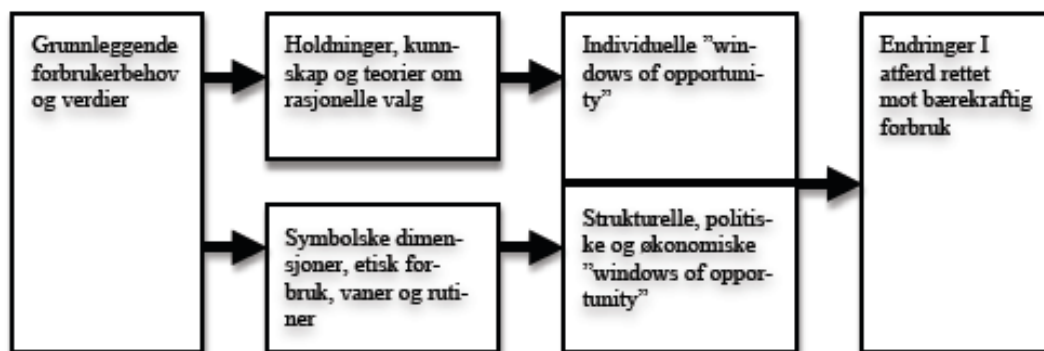 Grunnleggende
forbrukerbehov
og verdier
Holdninger, kunn-
skap og teorier om
rasjonelle valg
Symbolske dimen-
sjoner, etisk for-
bruk, vaner og ruti-
ner
Individuelle ”win-
dows of opportuni-
ty”
Strukturelle, politis-
ke og økonomiske
”windows of oppor-
tunity”
Endringer I
atferd rettet
mot bærekraftig
forbruk